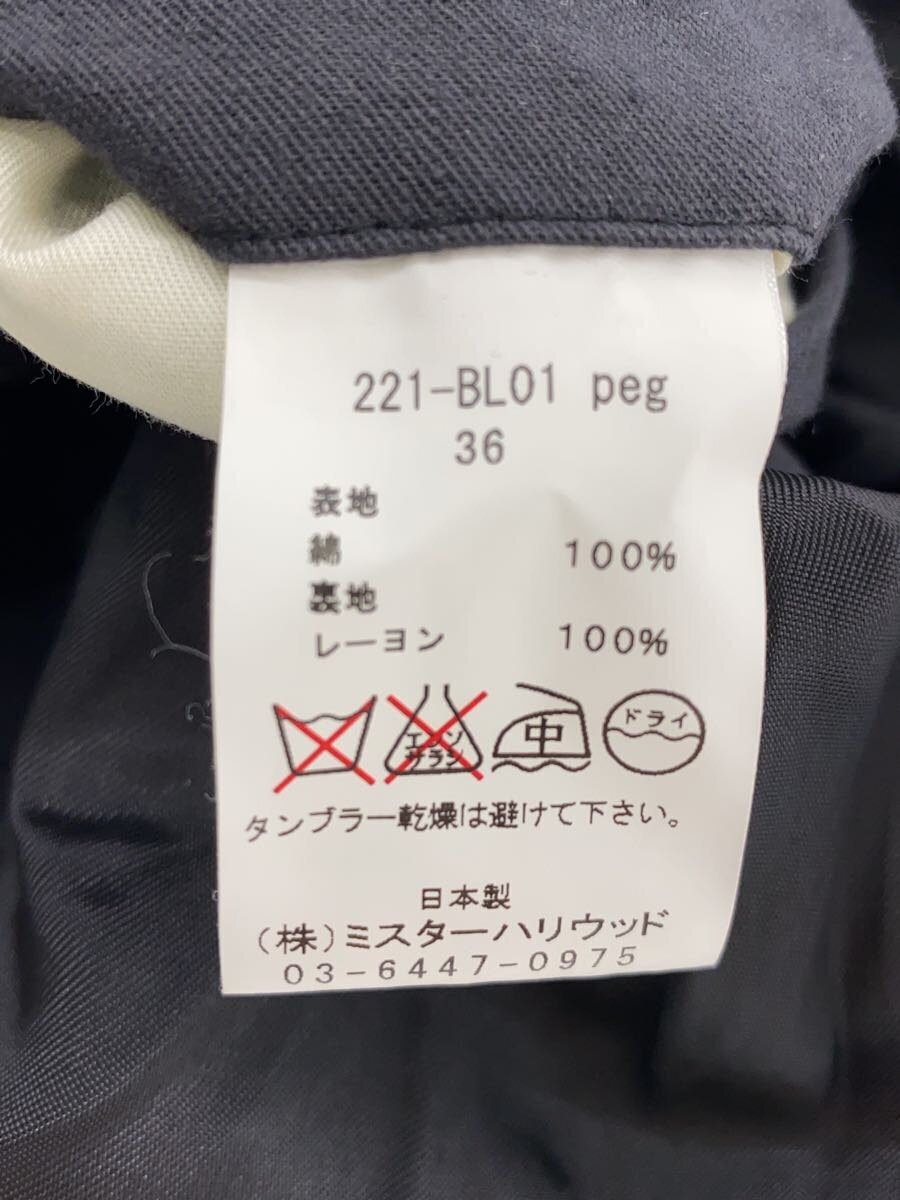 221-BL01 peg
36
表地
綿 100%
裏地
レーヨン 100%
エンソ サラシ 中 ドライ
タンブラー乾燥は避けて下さい。
日本製
(株)ミスターハリウッド
03-6447-0975